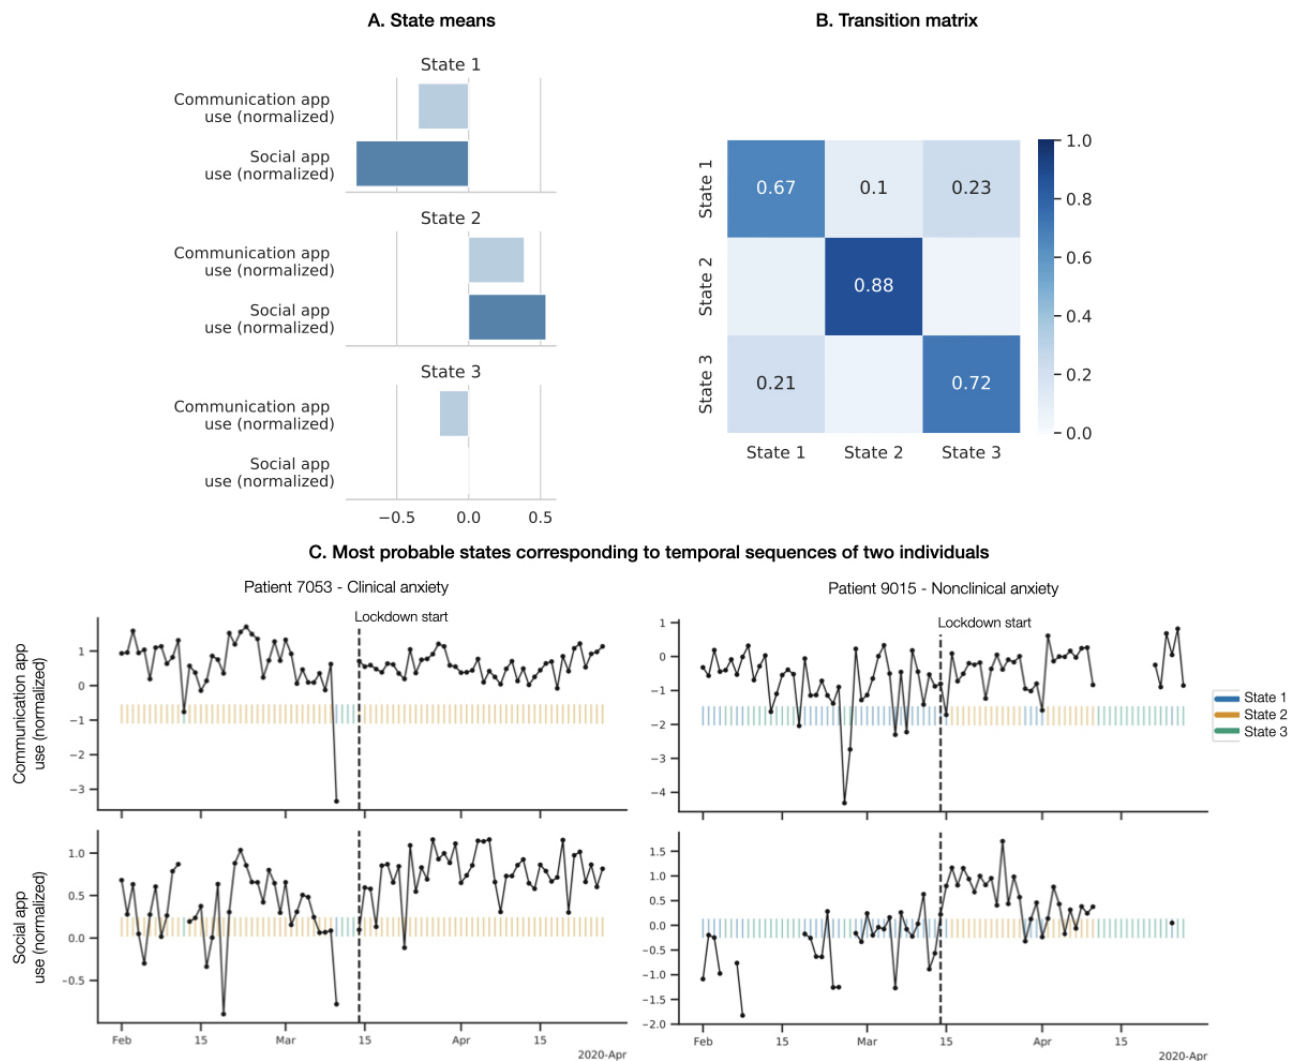 A. State means
B. Transition matrix
State 1
Communication app
use (normalized)
Social app
use (normalized)
State 2
Communication app
use (normalized)
Social app
use (normalized)
State 3
Communication app
use (normalized)
Social app
use (normalized)
−0.5 0.0 0.5
State 1
0.67 0.1 0.23
State 2
0.88
State 3
0.21 0.72
State 1 State 2 State 3
1.0
0.8
0.6
0.4
0.2
0.0
C. Most probable states corresponding to temporal sequences of two individuals
Patient 7053 - Clinical anxiety
Lockdown start
Communication app
use (normalized)
1
0
−1
−2
−3
Social app
use (normalized)
1.0
0.5
0.0
−0.5
Feb 15 Mar 15 Apr 15
2020-Apr
Patient 9015 - Nonclinical anxiety
Lockdown start
1
0
−1
−2
−3
−4
1.5
1.0
0.5
0.0
−0.5
−1.0
−1.5
−2.0
Feb 15 Mar 15 Apr 15
2020-Apr
State 1
State 2
State 3